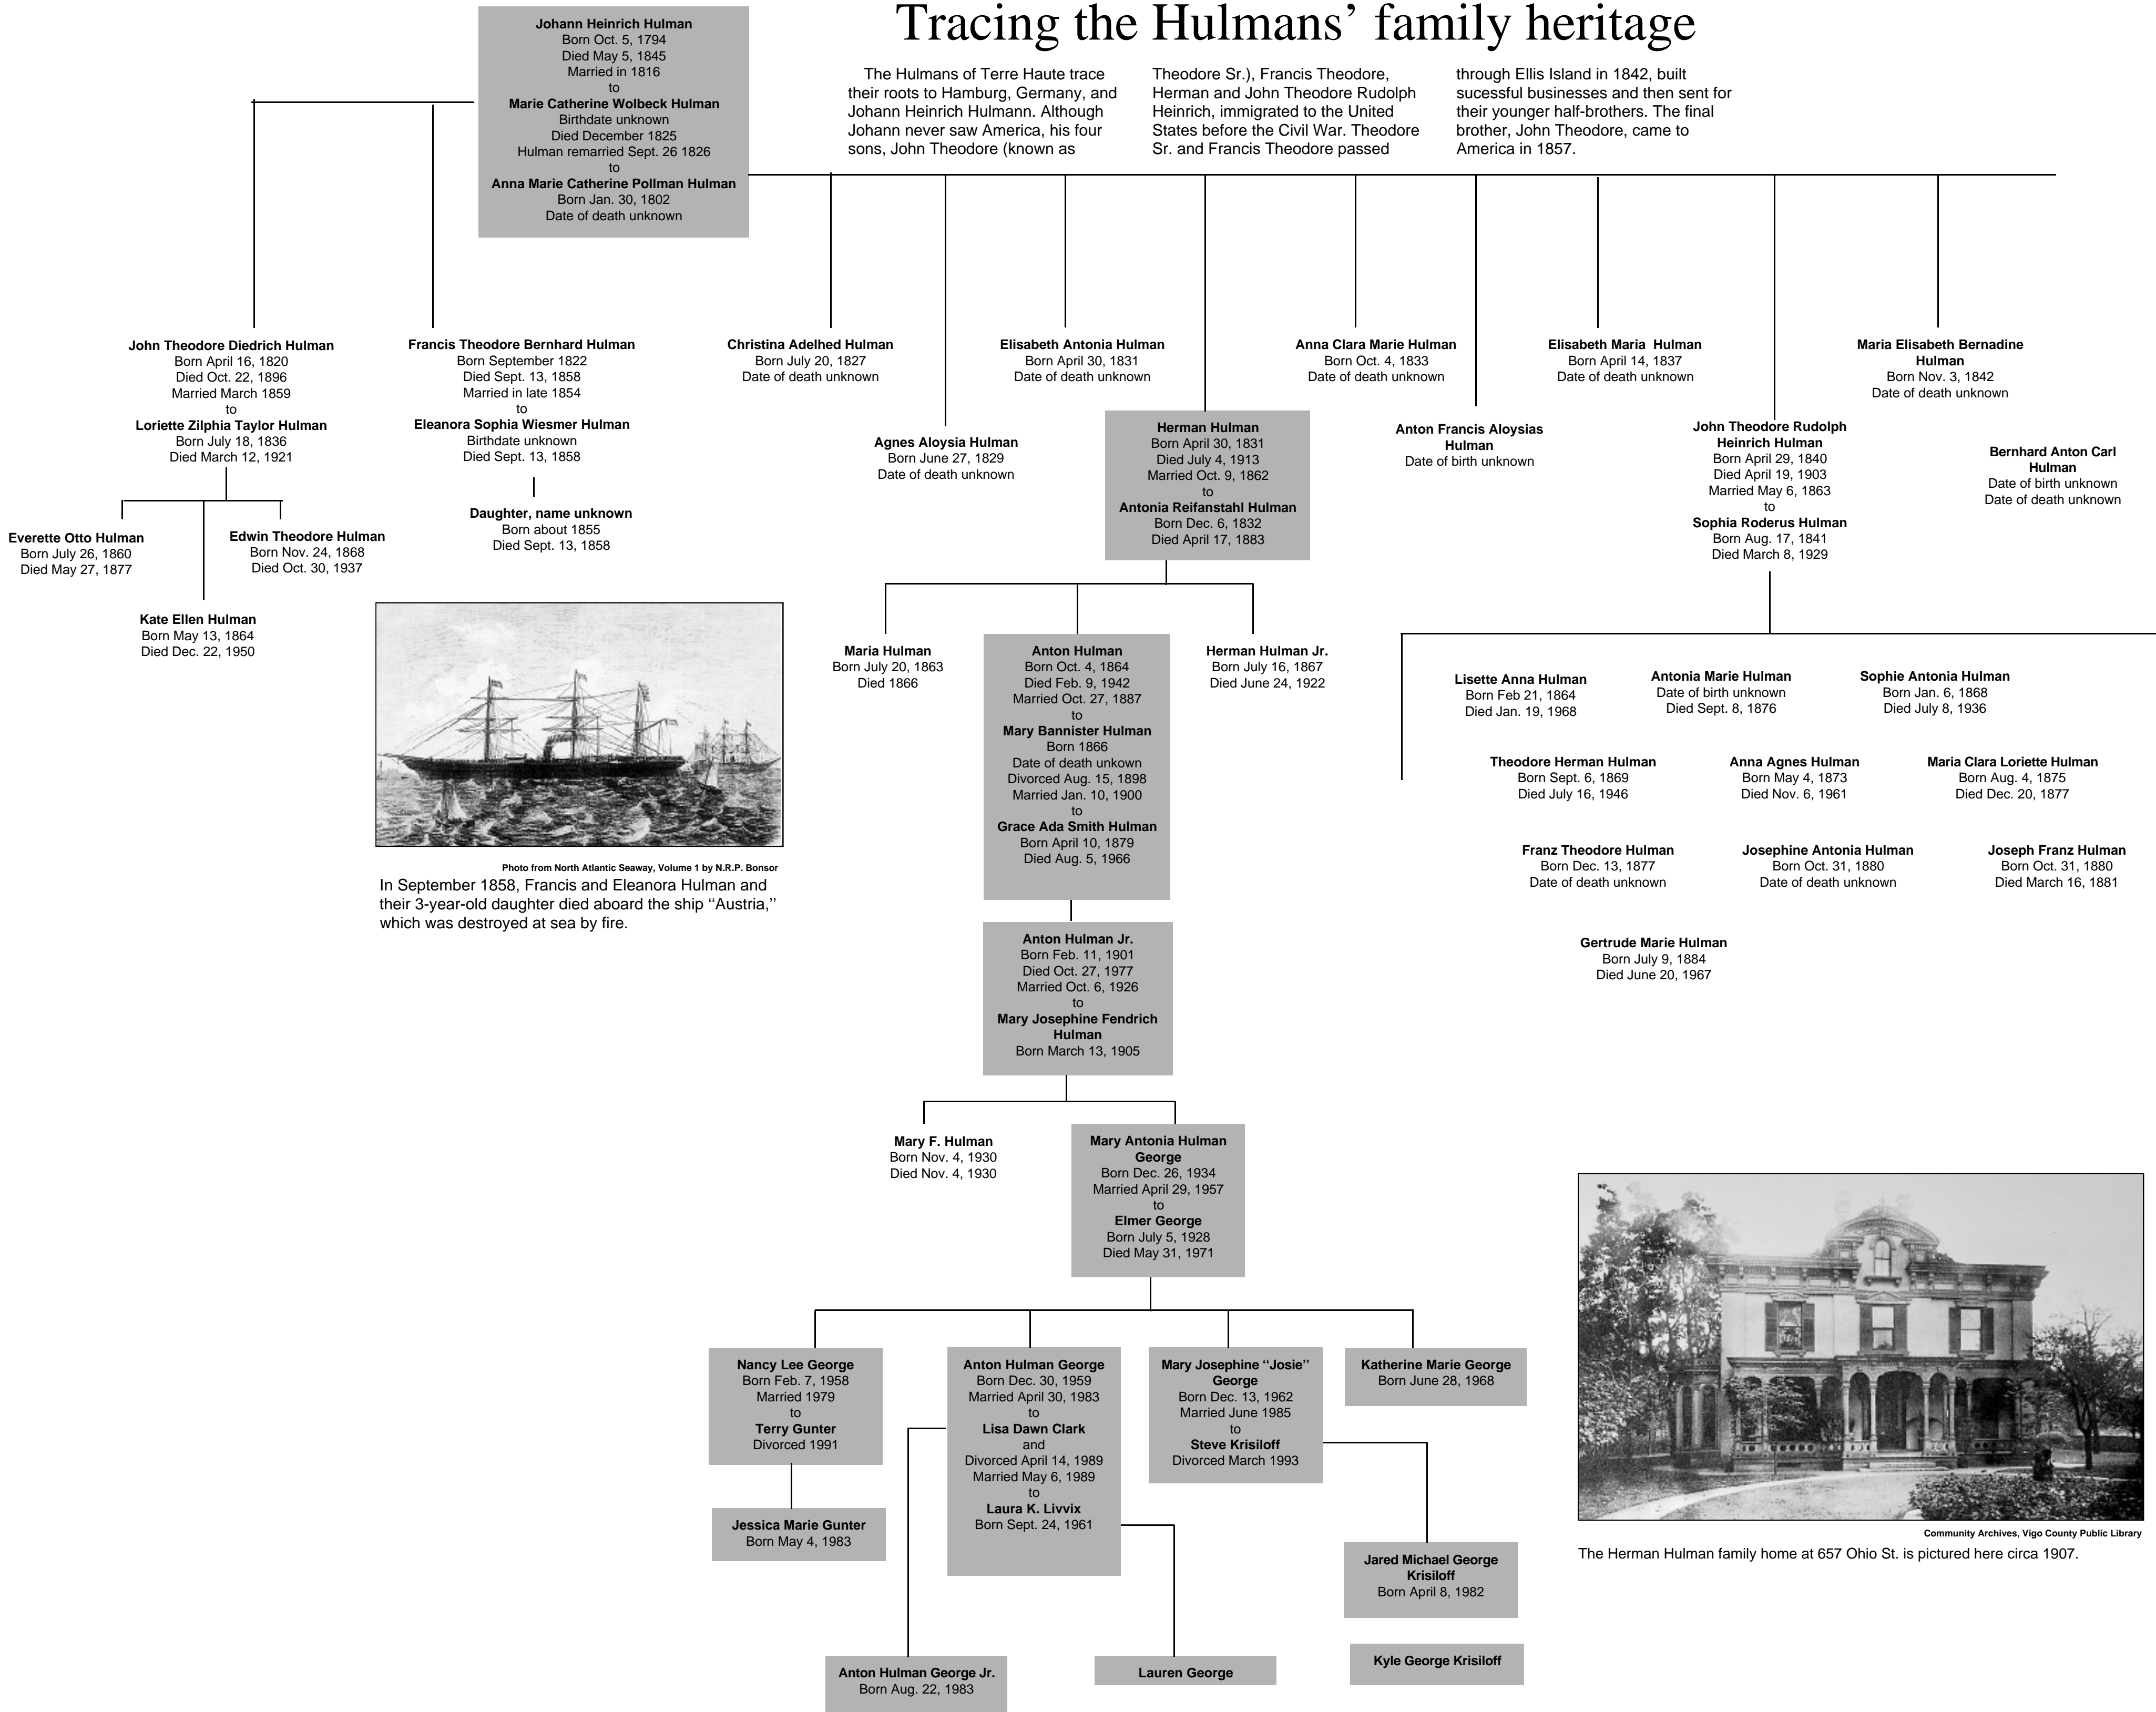 Tracing the Hulmans’ family heritage
The Hulmans of Terre Haute trace
their roots to Hamburg, Germany, and
Johann Heinrich Hulmann. Although
Johann never saw America, his four
sons, John Theodore (known as
Theodore Sr.), Francis Theodore,
Herman and John Theodore Rudolph
Heinrich, immigrated to the United
States before the Civil War. Theodore
Sr. and Francis Theodore passed
through Ellis Island in 1842, built
sucessful businesses and then sent for
their younger half-brothers. The final
brother, John Theodore, came to
America in 1857.
Johann Heinrich Hulman
Born Oct. 5, 1794
Died May 5, 1845
Married in 1816
to
Marie Catherine Wolbeck Hulman
Birthdate unknown
Died December 1825
Hulman remarried Sept. 26 1826
to
Anna Marie Catherine Pollman Hulman
Born Jan. 30, 1802
Date of death unknown
John Theodore Diedrich Hulman
Born April 16, 1820
Died Oct. 22, 1896
Married March 1859
to
Loriette Zilphia Taylor Hulman
Born July 18, 1836
Died March 12, 1921
Francis Theodore Bernhard Hulman
Born September 1822
Died Sept. 13, 1858
Married in late 1854
to
Eleanora Sophia Wiesmer Hulman
Birthdate unknown
Died Sept. 13, 1858
Christina Adelhed Hulman
Born July 20, 1827
Date of death unknown
Agnes Aloysia Hulman
Born June 27, 1829
Date of death unknown
Elisabeth Antonia Hulman
Born April 30, 1831
Date of death unknown
Herman Hulman
Born April 30, 1831
Died July 4, 1913
Married Oct. 9, 1862
to
Antonia Reifanstahl Hulman
Born Dec. 6, 1832
Died April 17, 1883
Anna Clara Marie Hulman
Born Oct. 4, 1833
Date of death unknown
Anton Francis Aloysias
Hulman
Date of birth unknown
Elisabeth Maria Hulman
Born April 14, 1837
Date of death unknown
John Theodore Rudolph
Heinrich Hulman
Born April 29, 1840
Died April 19, 1903
Married May 6, 1863
to
Sophia Roderus Hulman
Born Aug. 17, 1841
Died March 8, 1929
Maria Elisabeth Bernadine
Hulman
Born Nov. 3, 1842
Date of death unknown
Bernhard Anton Carl
Hulman
Date of birth unknown
Date of death unknown
Everette Otto Hulman
Born July 26, 1860
Died May 27, 1877
Kate Ellen Hulman
Born May 13, 1864
Died Dec. 22, 1950
Edwin Theodore Hulman
Born Nov. 24, 1868
Died Oct. 30, 1937
Daughter, name unknown
Born about 1855
Died Sept. 13, 1858
Photo from North Atlantic Seaway, Volume 1 by N.R.P. Bonsor
In September 1858, Francis and Eleanora Hulman and
their 3-year-old daughter died aboard the ship “Austria,”
which was destroyed at sea by fire.
Maria Hulman
Born July 20, 1863
Died 1866
Anton Hulman
Born Oct. 4, 1864
Died Feb. 9, 1942
Married Oct. 27, 1887
to
Mary Bannister Hulman
Born 1866
Date of death unkown
Divorced Aug. 15, 1898
Married Jan. 10, 1900
to
Grace Ada Smith Hulman
Born April 10, 1879
Died Aug. 5, 1966
Herman Hulman Jr.
Born July 16, 1867
Died June 24, 1922
Lisette Anna Hulman
Born Feb 21, 1864
Died Jan. 19, 1968
Antonia Marie Hulman
Date of birth unknown
Died Sept. 8, 1876
Sophie Antonia Hulman
Born Jan. 6, 1868
Died July 8, 1936
Theodore Herman Hulman
Born Sept. 6, 1869
Died July 16, 1946
Anna Agnes Hulman
Born May 4, 1873
Died Nov. 6, 1961
Maria Clara Loriette Hulman
Born Aug. 4, 1875
Died Dec. 20, 1877
Franz Theodore Hulman
Born Dec. 13, 1877
Date of death unknown
Josephine Antonia Hulman
Born Oct. 31, 1880
Date of death unknown
Joseph Franz Hulman
Born Oct. 31, 1880
Died March 16, 1881
Gertrude Marie Hulman
Born July 9, 1884
Died June 20, 1967
Anton Hulman Jr.
Born Feb. 11, 1901
Died Oct. 27, 1977
Married Oct. 6, 1926
to
Mary Josephine Fendrich
Hulman
Born March 13, 1905
Mary F. Hulman
Born Nov. 4, 1930
Died Nov. 4, 1930
Mary Antonia Hulman
George
Born Dec. 26, 1934
Married April 29, 1957
to
Elmer George
Born July 5, 1928
Died May 31, 1971
Nancy Lee George
Born Feb. 7, 1958
Married 1979
to
Terry Gunter
Divorced 1991
Anton Hulman George
Born Dec. 30, 1959
Married April 30, 1983
to
Lisa Dawn Clark
and
Divorced April 14, 1989
Married May 6, 1989
to
Laura K. Livvix
Born Sept. 24, 1961
Mary Josephine “Josie”
George
Born Dec. 13, 1962
Married June 1985
to
Steve Krisiloff
Divorced March 1993
Katherine Marie George
Born June 28, 1968
Jessica Marie Gunter
Born May 4, 1983
Jared Michael George
Krisiloff
Born April 8, 1982
Kyle George Krisiloff
Anton Hulman George Jr.
Born Aug. 22, 1983
Lauren George
Community Archives, Vigo County Public Library
The Herman Hulman family home at 657 Ohio St. is pictured here circa 1907.